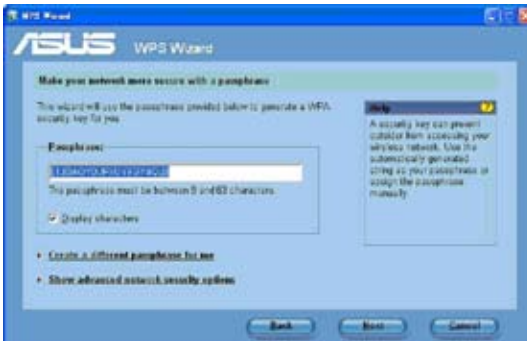 WPS Wizard
ASUS WPS Wizard
Make your network more secure with a passphrase
This wizard will use the passphrase provided below to generate a WPA
security key for you.
Passphrase:
The passphrase must be between 8 and 63 characters.
Display characters
Create a different passphrase for me
Show advanced network security options
Help
A security key can prevent
outsider from accessing your
wireless network. Use the
automatically generated
string as your passphrase or
assign the passphrase
manually.
Back
Next
Cancel